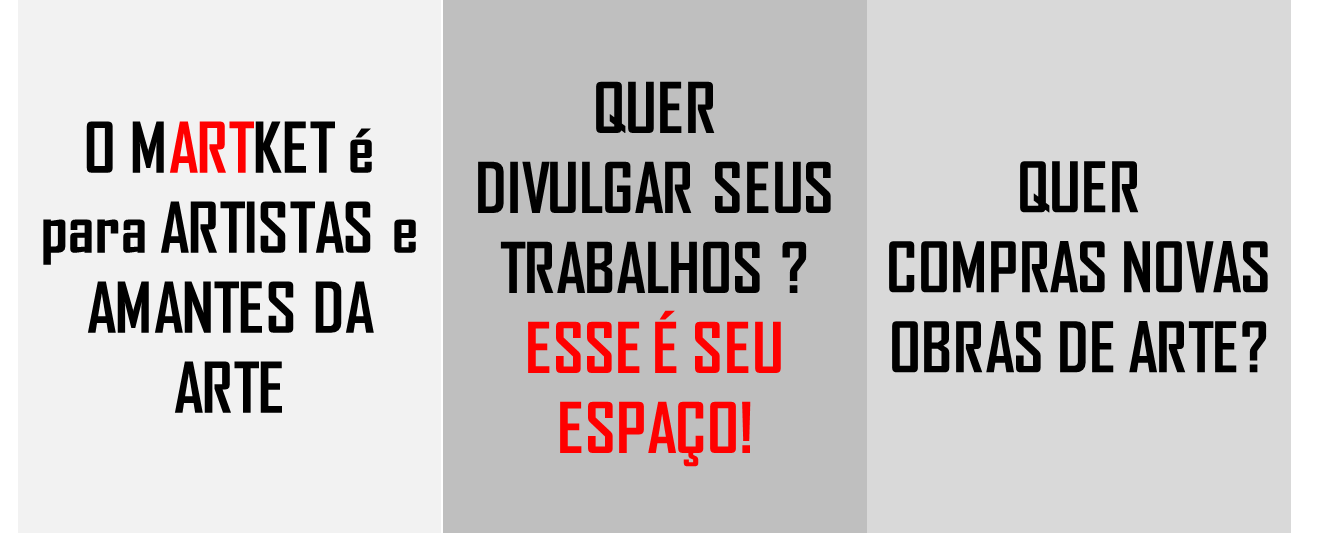 O MARTKET é
para ARTISTAS e
AMANTES DA
ARTE
QUER
DIVULGAR SEUS
TRABALHOS ?
ESSE É SEU
ESPAÇO!
QUER
COMPRAS NOVAS
OBRAS DE ARTE?